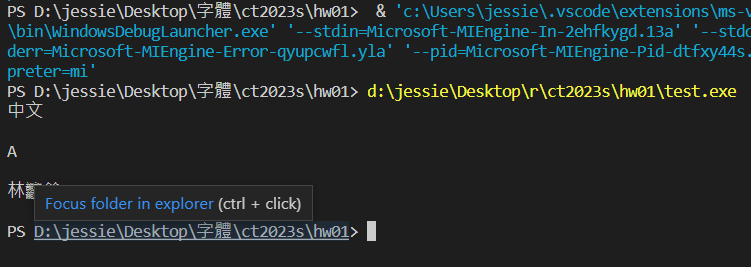 PS D:\jessie\Desktop\字體\ct2023s\hw01> & 'c:\Users\jessie\.vscode\extensions\ms-v
\bin\WindowsDebugLauncher.exe' '--stdin=Microsoft-MIEngine-In-2ehfkygd.13a' '--stdo
derr=Microsoft-MIEngine-Error-qyupcwfl.yla' '--pid=Microsoft-MIEngine-Pid-dtfxy44s.
preter=mi'
PS D:\jessie\Desktop\字體\ct2023s\hw01> d:\jessie\Desktop\r\ct2023s\hw01\test.exe
中文
A
林
Focus folder in explorer (ctrl + click)
PS D:\jessie\Desktop\字體\ct2023s\hw01>